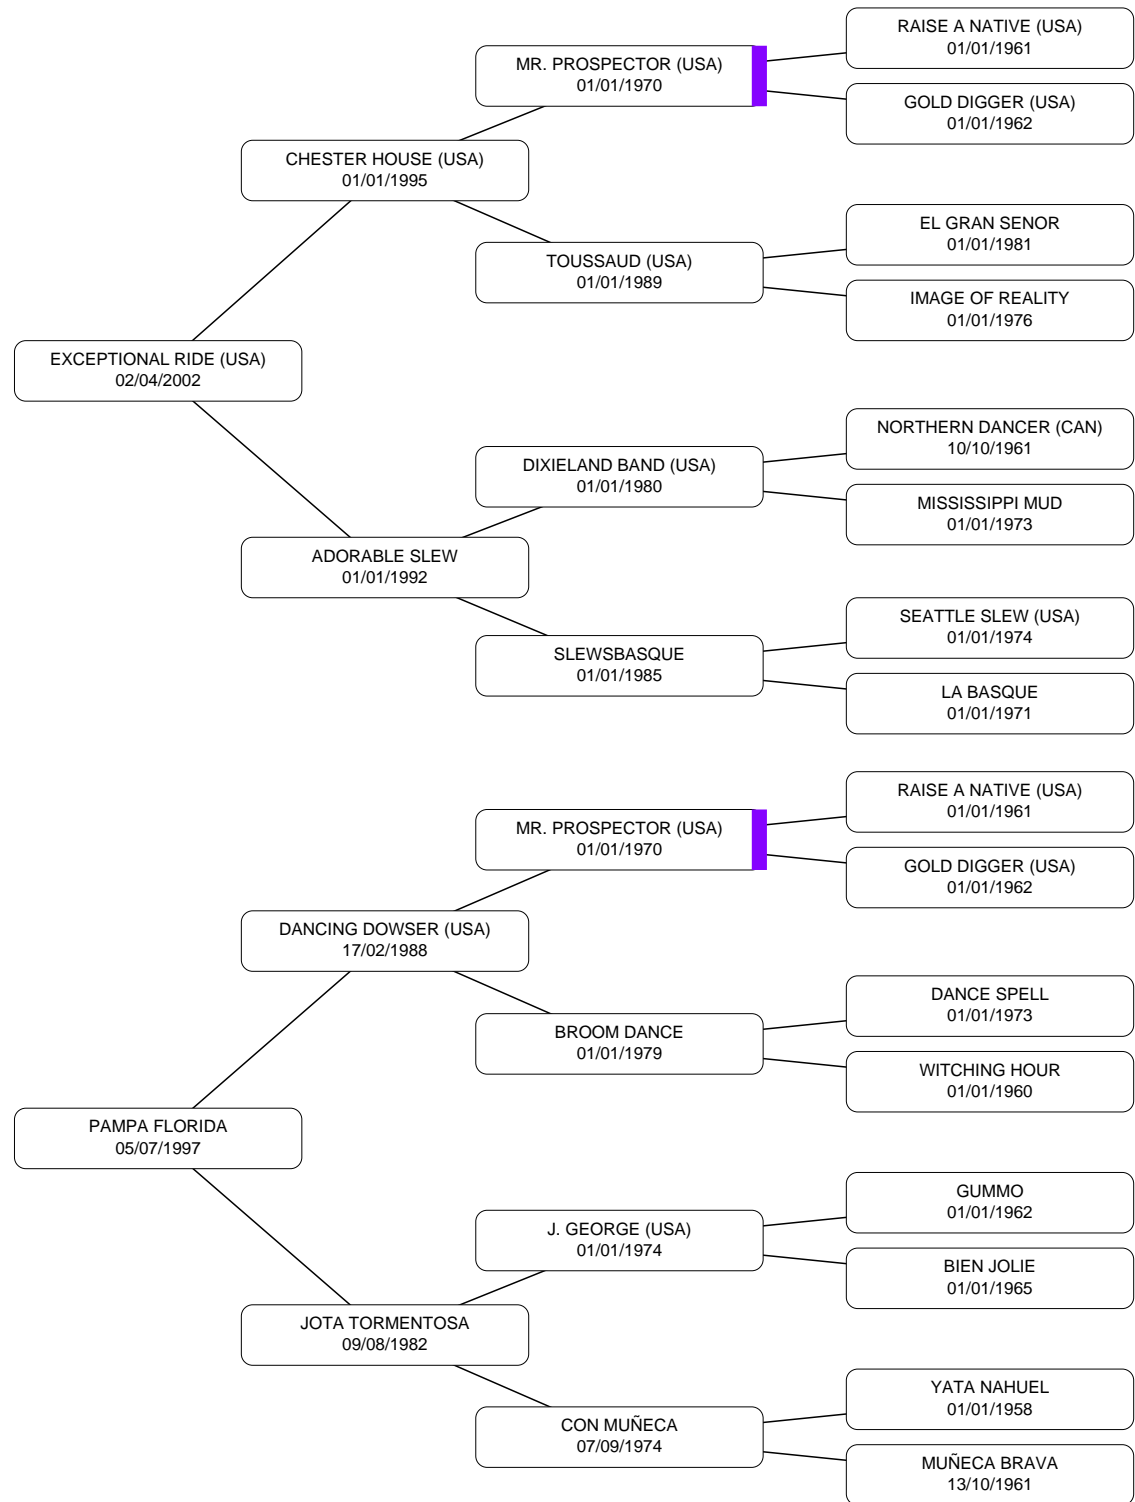 RAISE A NATIVE (USA)
01/01/1961
MR. PROSPECTOR (USA)
01/01/1970
GOLD DIGGER (USA)
01/01/1962
CHESTER HOUSE (USA)
01/01/1995
EL GRAN SENOR
01/01/1981
TOUSSAUD (USA)
01/01/1989
IMAGE OF REALITY
01/01/1976
EXCEPTIONAL RIDE (USA)
02/04/2002
NORTHERN DANCER (CAN)
10/10/1961
DIXIELAND BAND (USA)
01/01/1980
MISSISSIPPI MUD
01/01/1973
ADORABLE SLEW
01/01/1992
SEATTLE SLEW (USA)
01/01/1974
SLEWSBASQUE
01/01/1985
LA BASQUE
01/01/1971
RAISE A NATIVE (USA)
01/01/1961
MR. PROSPECTOR (USA)
01/01/1970
GOLD DIGGER (USA)
01/01/1962
DANCING DOWSER (USA)
17/02/1988
DANCE SPELL
01/01/1973
BROOM DANCE
01/01/1979
WITCHING HOUR
01/01/1960
PAMPA FLORIDA
05/07/1997
GUMMO
01/01/1962
J. GEORGE (USA)
01/01/1974
BIEN JOLIE
01/01/1965
JOTA TORMENTOSA
09/08/1982
YATA NAHUEL
01/01/1958
CON MUÑECA
07/09/1974
MUÑECA BRAVA
13/10/1961